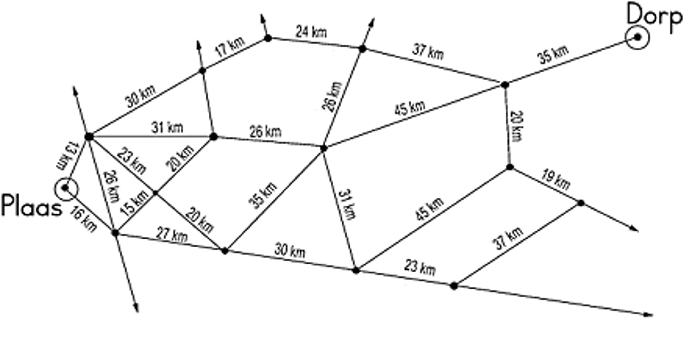 Dorp
24 km
17 km
37 km
35 km
30 km
26 km
45 km
31 km
26 km
20 km
13 km
23 km
20 km
19 km
26 km
15 km
35 km
31 km
45 km
Plaas
16 km
20 km
37 km
27 km
30 km
23 km